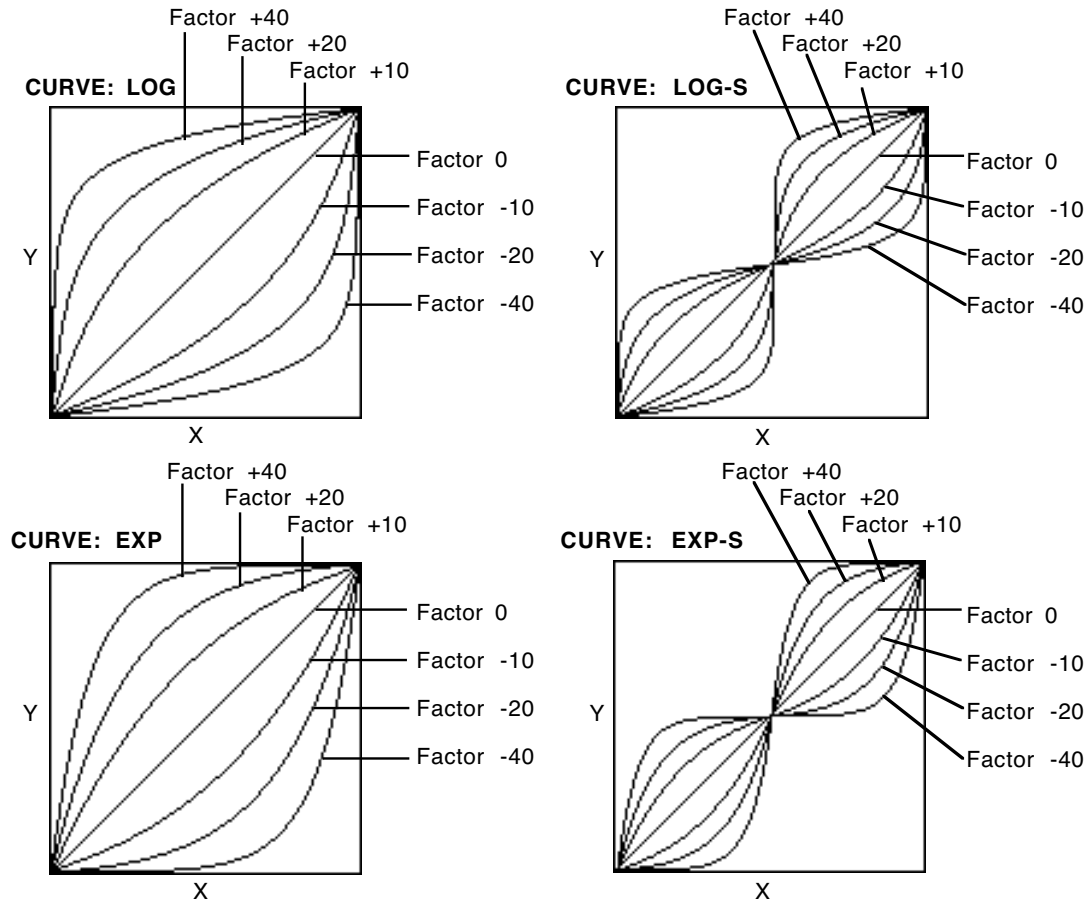 Factor +40
Factor +20
Factor +10
CURVE: LOG
Factor 0
Factor -10
Factor -20
Factor -40
Y
X
Factor +40
Factor +20
Factor +10
CURVE: LOG-S
Factor 0
Factor -10
Factor -20
Factor -40
Y
X
Factor +40
Factor +20
Factor +10
CURVE: EXP
Factor 0
Factor -10
Factor -20
Factor -40
Y
X
Factor +40
Factor +20
Factor +10
CURVE: EXP-S
Factor 0
Factor -10
Factor -20
Factor -40
Y
X